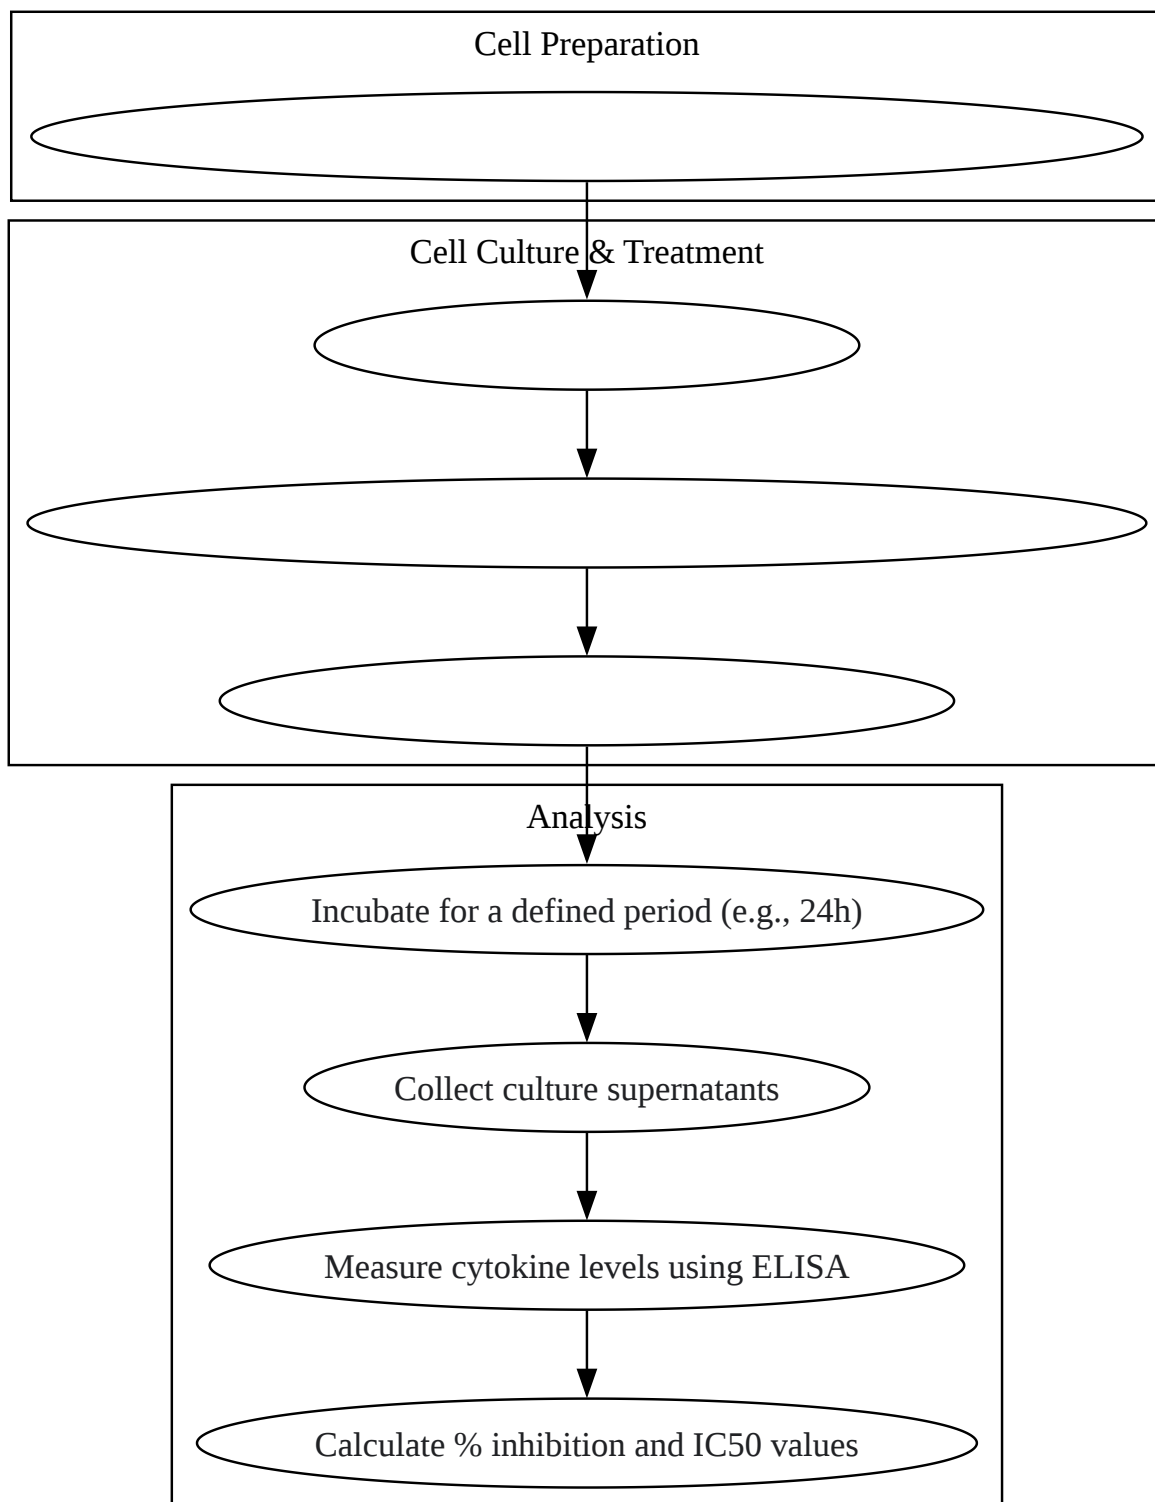 Cell Preparation
Cell Culture & Treatment
Analysis
Incubate for a defined period (e.g., 24h)
Collect culture supernatants
Measure cytokine levels using ELISA
Calculate % inhibition and IC50 values